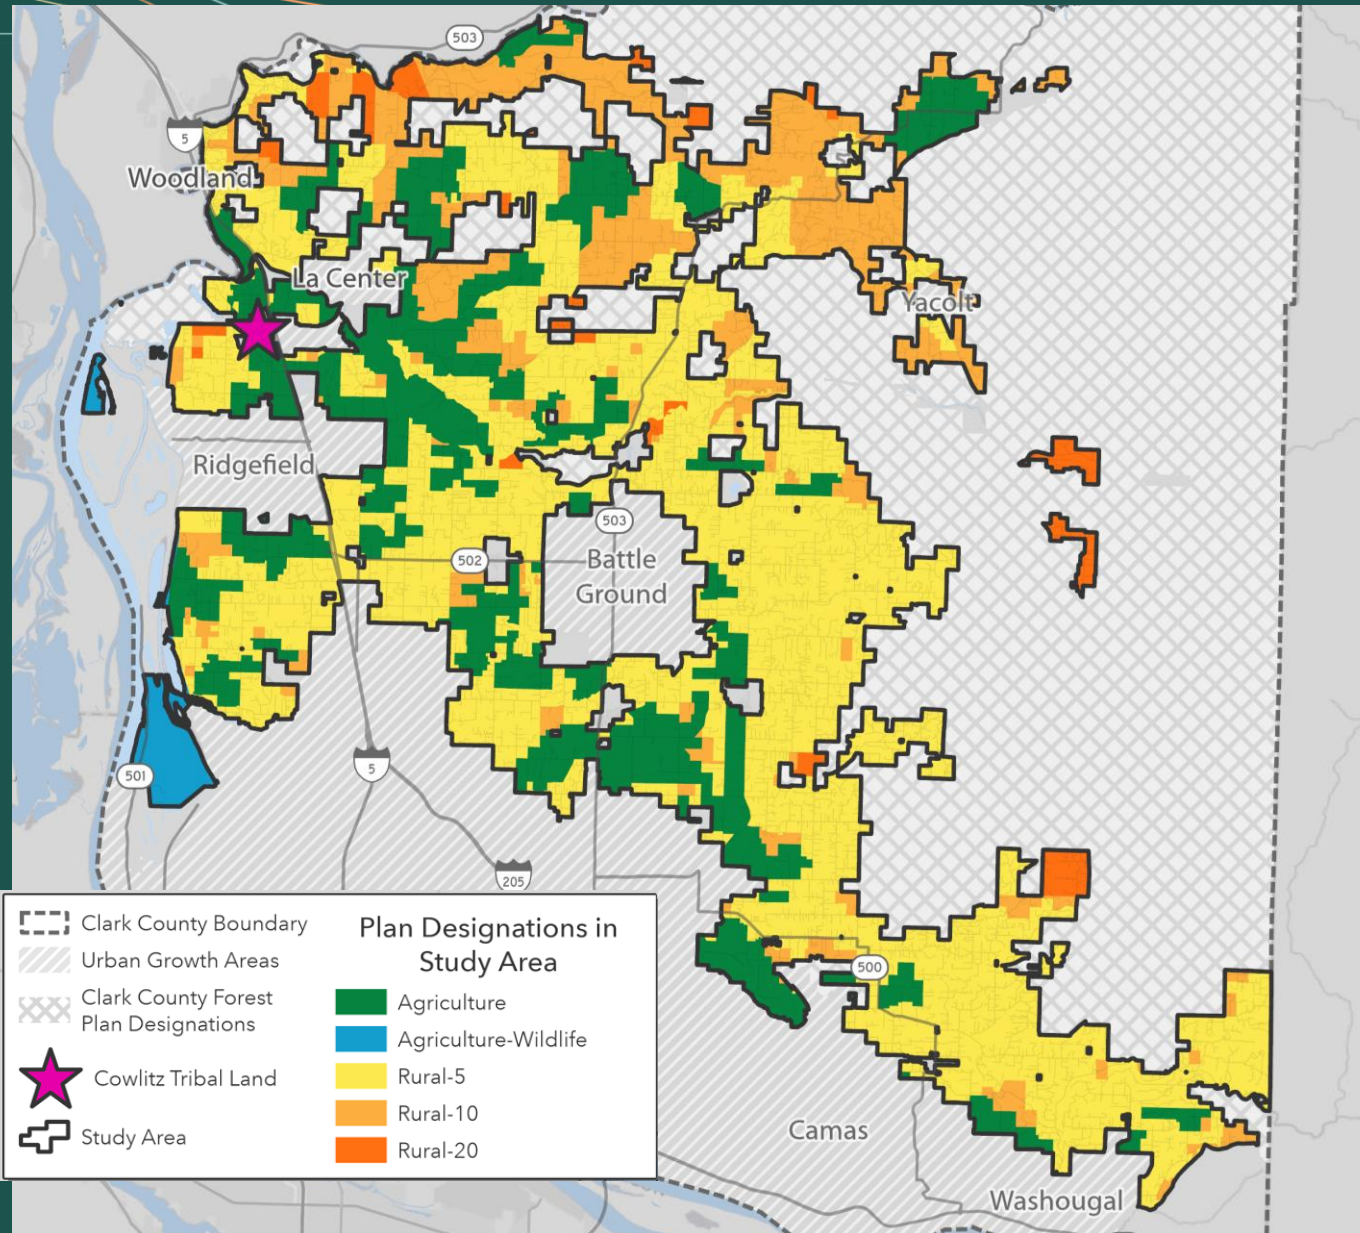 503
5
Woodland
La Center
Yacolt
Ridgefield
503
502
Battle
Ground
501
5
205
500
Camas
Washougal
Clark County Boundary
Urban Growth Areas
Clark County Forest
Plan Designations
Cowlitz Tribal Land
Study Area
Plan Designations in
Study Area
Agriculture
Agriculture-Wildlife
Rural-5
Rural-10
Rural-20